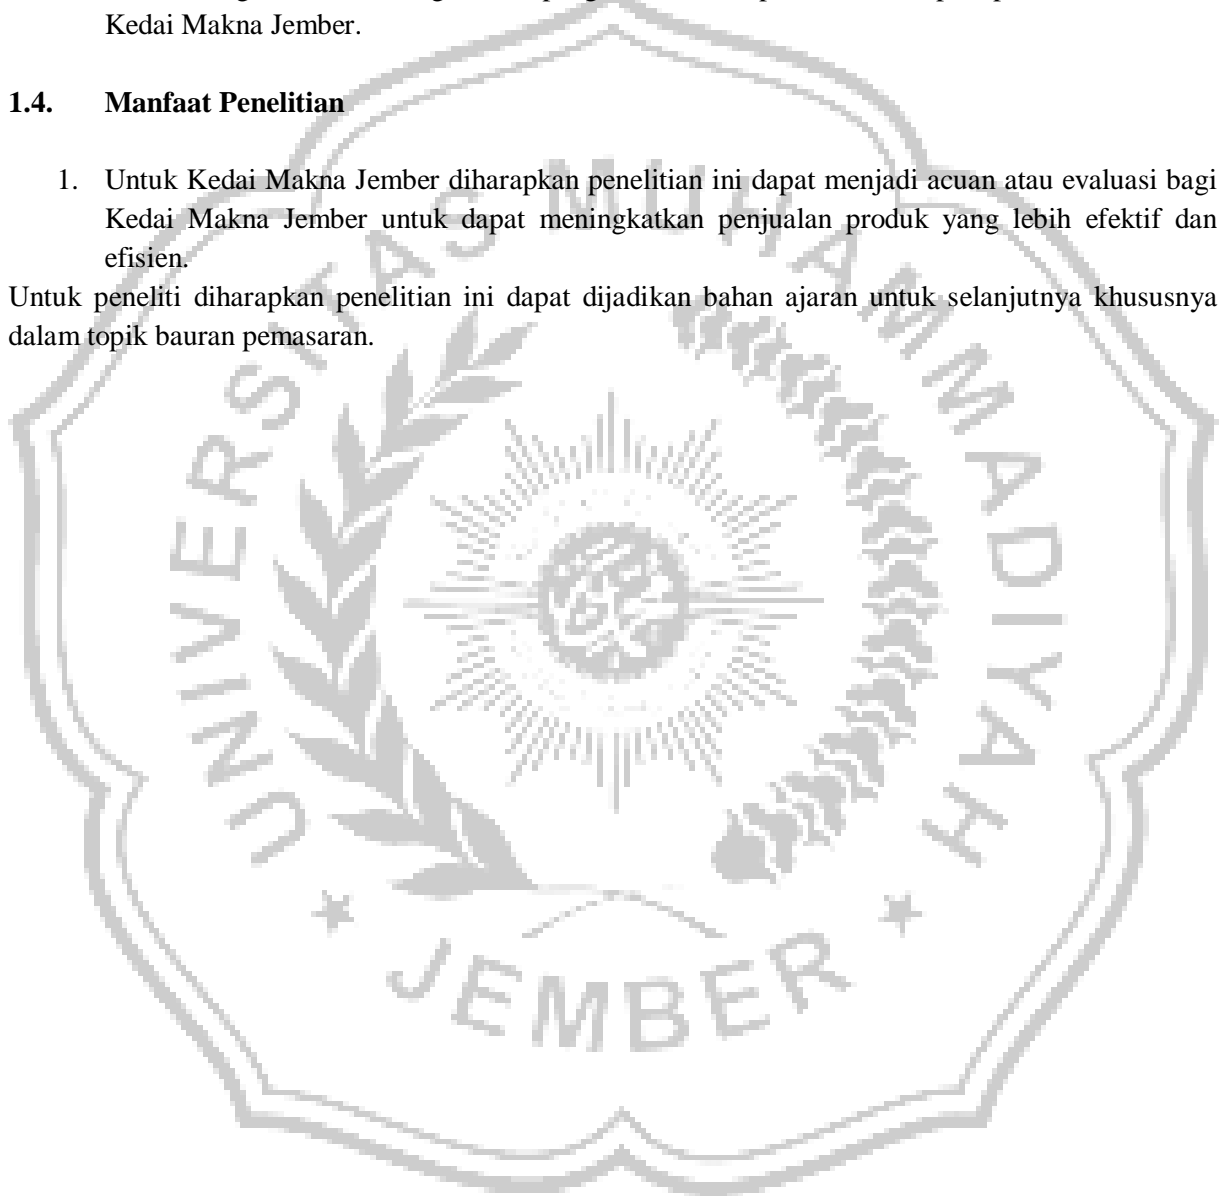 Kedai Makna Jember.
1.4. Manfaat Penelitian
1. Untuk Kedai Makna Jember diharapkan penelitian ini dapat menjadi acuan atau evaluasi bagi
Kedai Makna Jember untuk dapat meningkatkan penjualan produk yang lebih efektif dan
efisien.
Untuk peneliti diharapkan penelitian ini dapat dijadikan bahan ajaran untuk selanjutnya khususnya
dalam topik bauran pemasaran.
UNIVERSITAS MUHAMMADIYAH
JEMBER